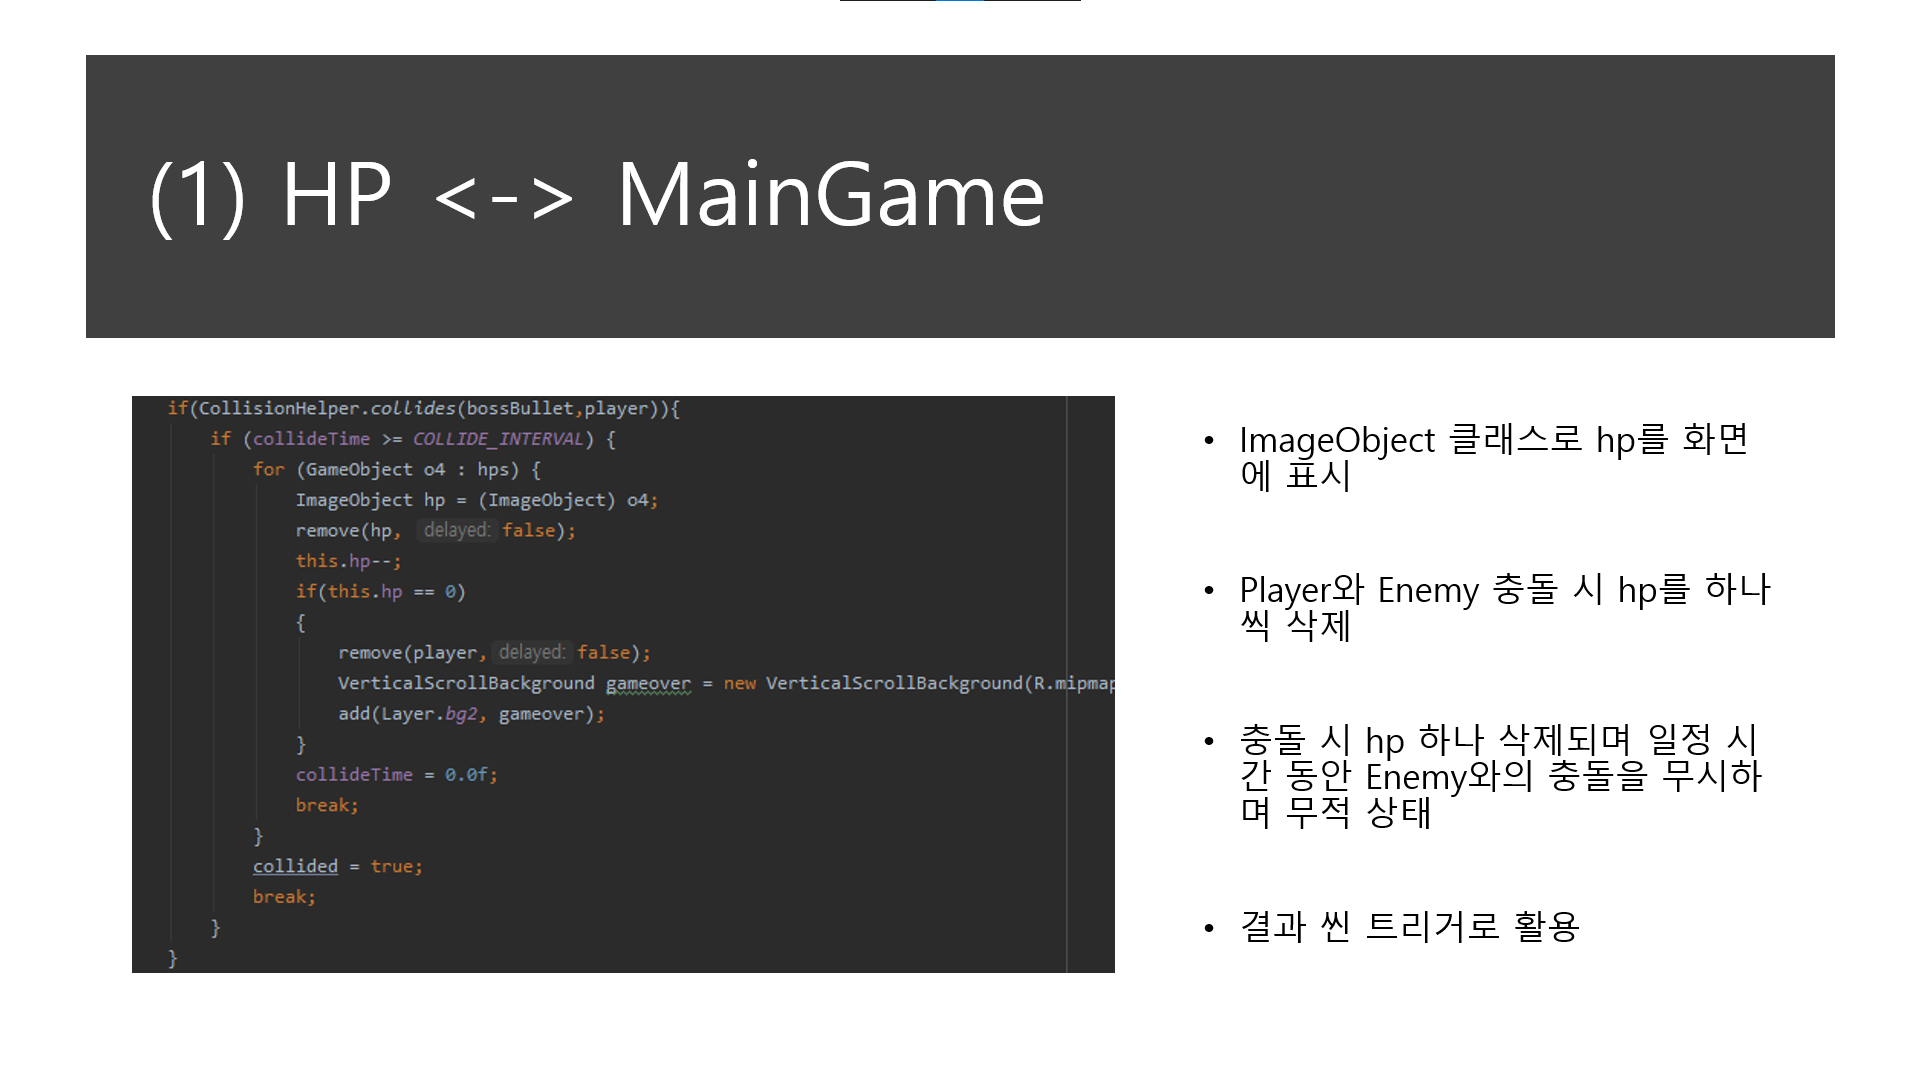 (1) HP <-> MainGame
if(CollisionHelper.collides(bossBullet,player)){
if (collideTime >= COLLIDE_INTERVAL) {
for (GameObject o4 : hps) {
ImageObject hp = (ImageObject) o4;
remove(hp, delayed: false);
this.hp--;
if(this.hp == 0)
{
remove(player, delayed: false);
VerticalScrollBackground gameover = new VerticalScrollBackground(R.mipmap
add(Layer.bg2, gameover);
}
collideTime = 0.0f;
break;
}
collided = true;
break;
}
}
• ImageObject 클래스로 hp를 화면
에 표시
• Player와 Enemy 충돌 시 hp를 하나
씩 삭제
• 충돌 시 hp 하나 삭제되며 일정 시
간 동안 Enemy와의 충돌을 무시하
며 무적 상태
• 결과 씬 트리거로 활용